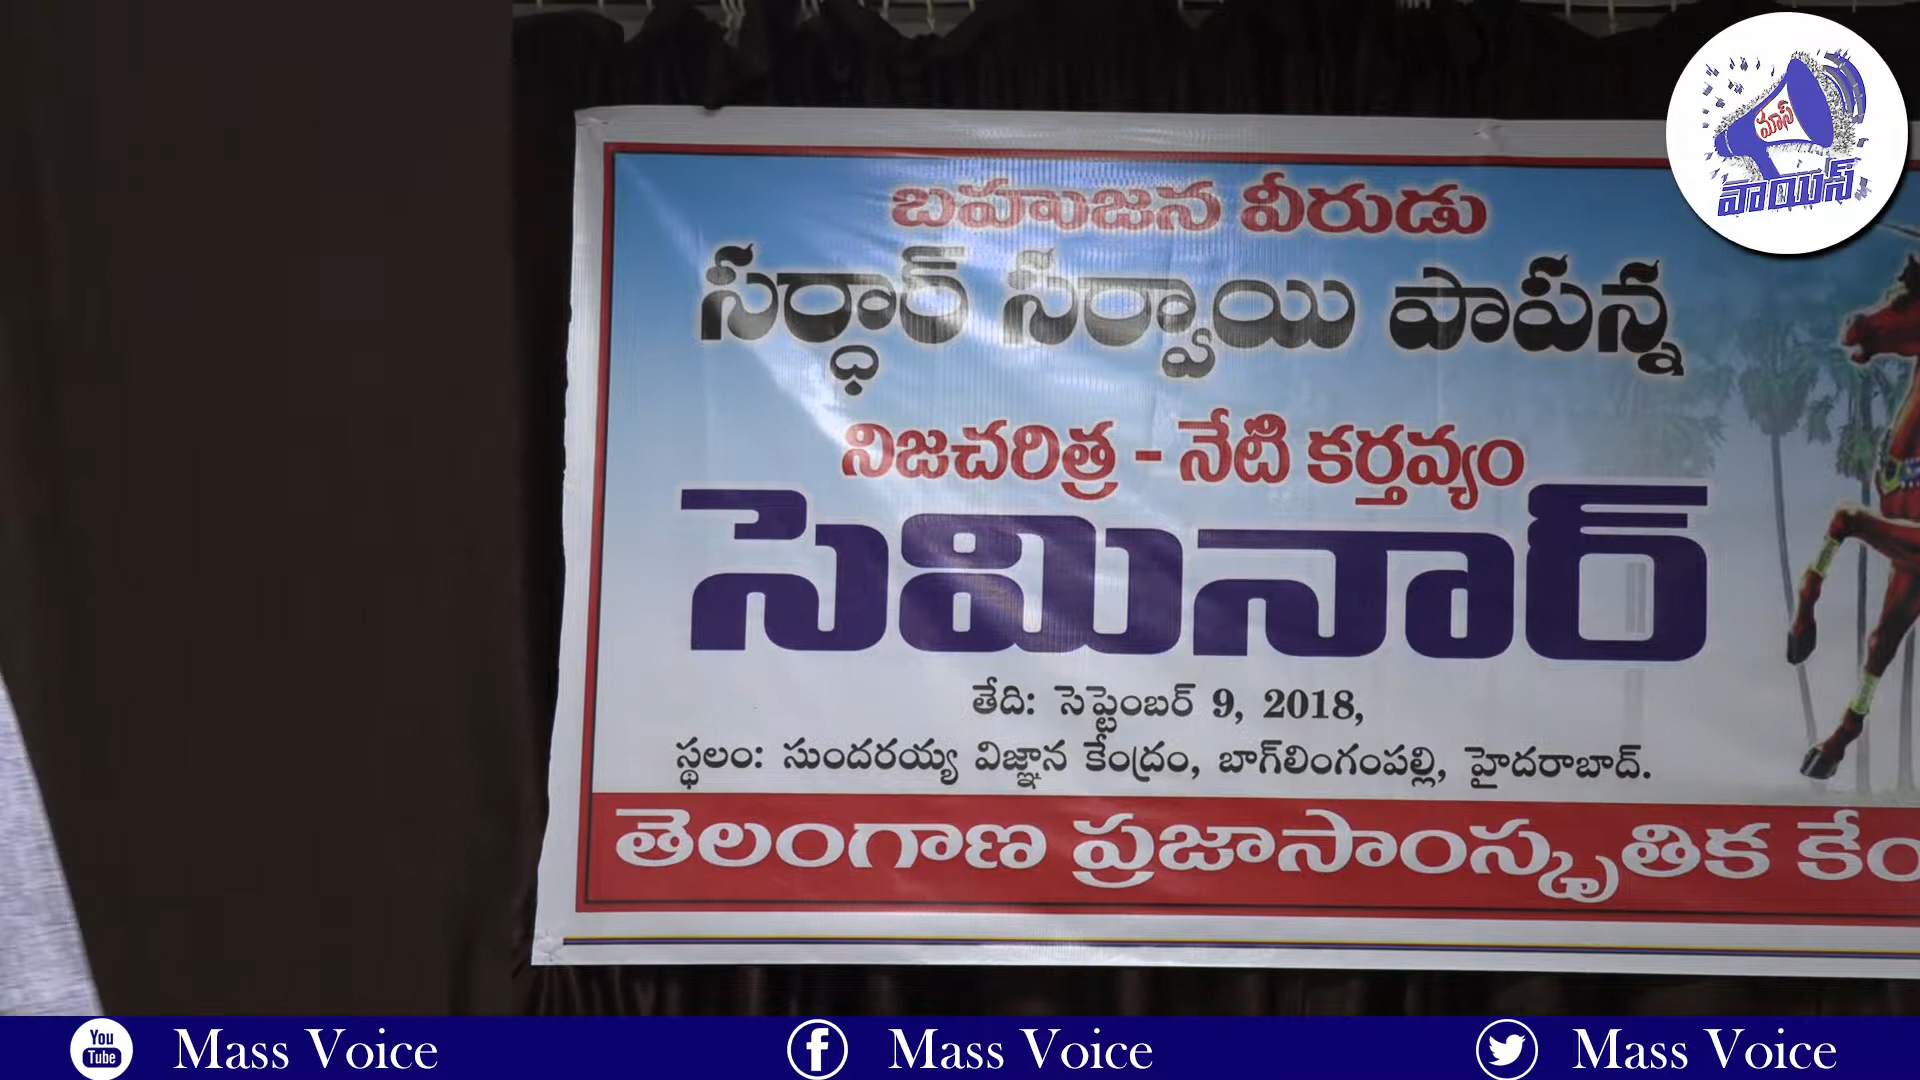 మాస్
వాయిస్
బహుజన వీరుడు
సర్ధార్ సర్వాయి పాపన్న
నిజచరిత్ర - నేటి కర్తవ్యం
సెమినార్
తేది: సెప్టెంబర్ 9, 2018,
స్థలం: సుందరయ్య విజ్ఞాన కేంద్రం, బాగ్‌లింగంపల్లి, హైదరాబాద్.
తెలంగాణ ప్రజాసాంస్కృతిక కేం
You Tube Mass Voice f Mass Voice Mass Voice